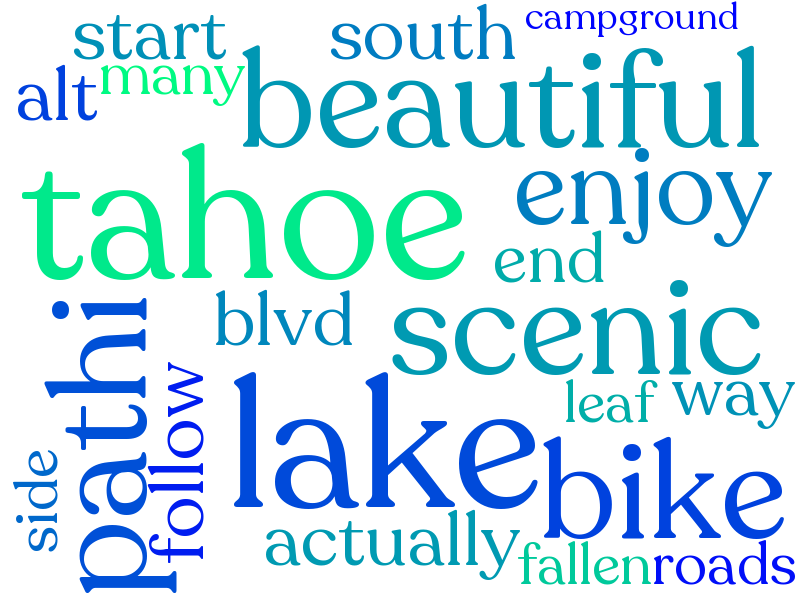 campground
start
south
many
alt
beautiful
tahoe
enjoy
end
blvd
scenic
pathi
follow
lake
leaf
way
side
bike
actually
fallen
roads